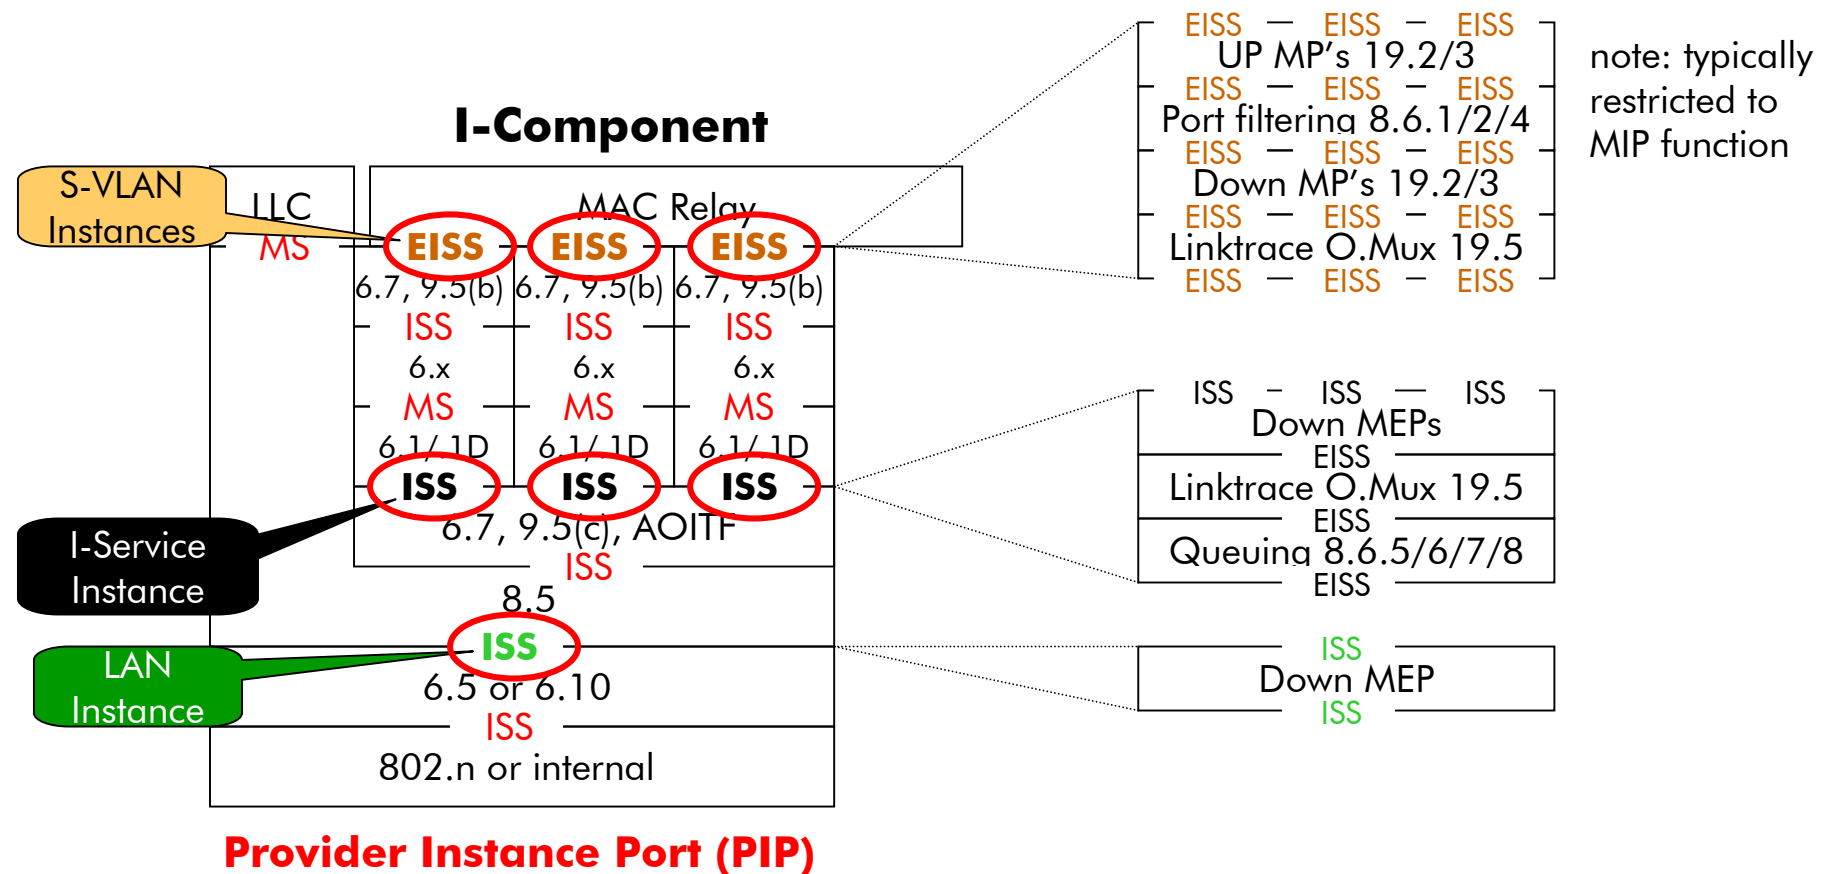 I-Component
S-VLAN
Instances
LLC
MS
MAC Relay
EISS EISS EISS
6.7, 9.5(b) 6.7, 9.5(b) 6.7, 9.5(b)
ISS ISS ISS
6.x 6.x 6.x
MS MS MS
6.1/.1D 6.1/.1D 6.1/.1D
ISS ISS ISS
6.7, 9.5(c), AOITF
ISS
I-Service
Instance
8.5
ISS
LAN
Instance
6.5 or 6.10
ISS
802.n or internal
Provider Instance Port (PIP)
EISS EISS EISS
UP MP's 19.2/3
EISS EISS EISS
Port filtering 8.6.1/2/4
EISS EISS EISS
Down MP's 19.2/3
EISS EISS EISS
Linktrace O.Mux 19.5
EISS EISS EISS
note: typically
restricted to
MIP function
ISS ISS ISS
Down MEPs
EISS
Linktrace O.Mux 19.5
EISS
Queuing 8.6.5/6/7/8
EISS
ISS
Down MEP
ISS